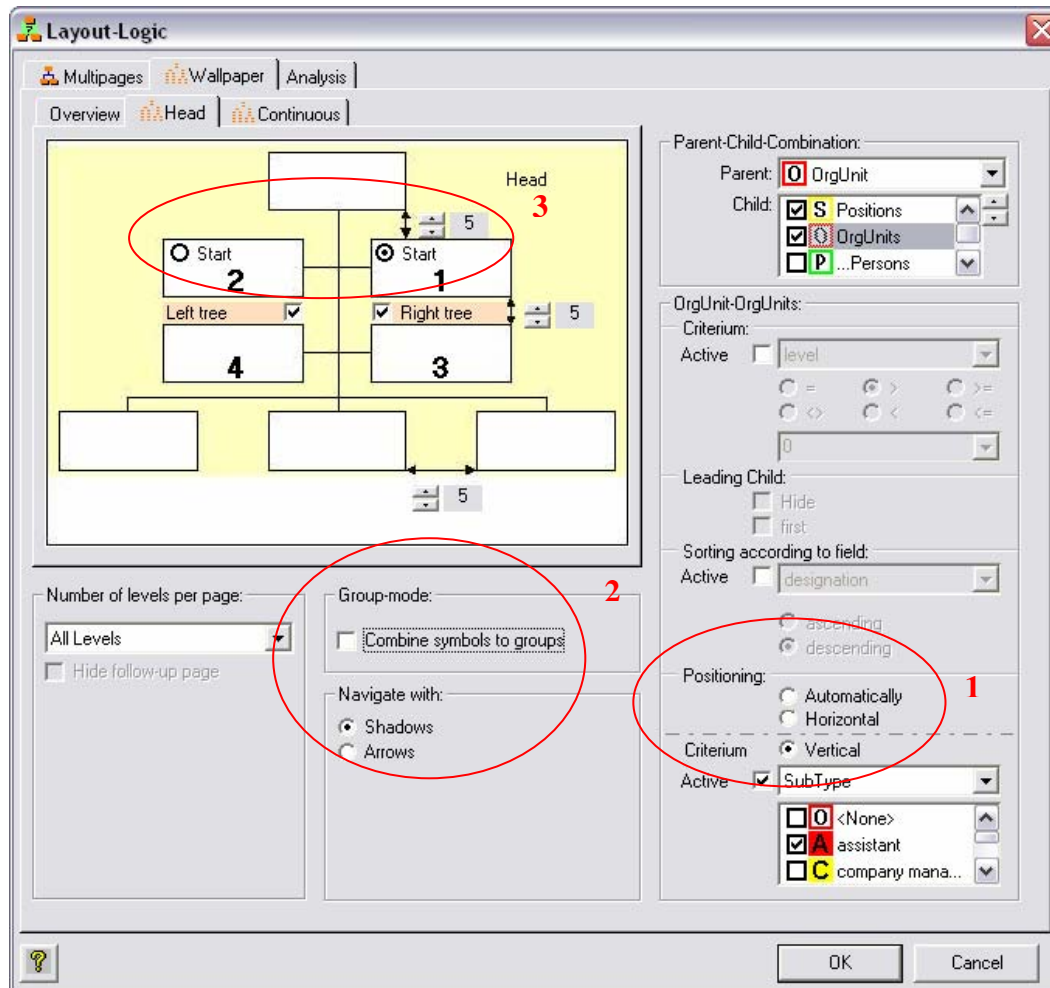 Layout-Logic
Multipages Wallpaper Analysis
Overview Head Continuous
Head
3
5
Start Start
2 1
Left tree Right tree
5
4 3
5
Parent-Child-Combination:
Parent: O OrgUnit
Child: S Positions
O OrgUnits
P ...Persons
OrgUnit-OrgUnits:
Criterium:
Active level
= > >=
<> < <=
0
Leading Child:
Hide
first
Sorting according to field:
Active designation
ascending
descending
Positioning:
1
Automatically
Horizontal
Criterium Vertical
Active SubType
O <None>
A assistant
C company mana...
Number of levels per page:
All Levels
Hide follow-up page
Group-mode:
2
Combine symbols to groups
Navigate with:
Shadows
Arrows
?
OK Cancel